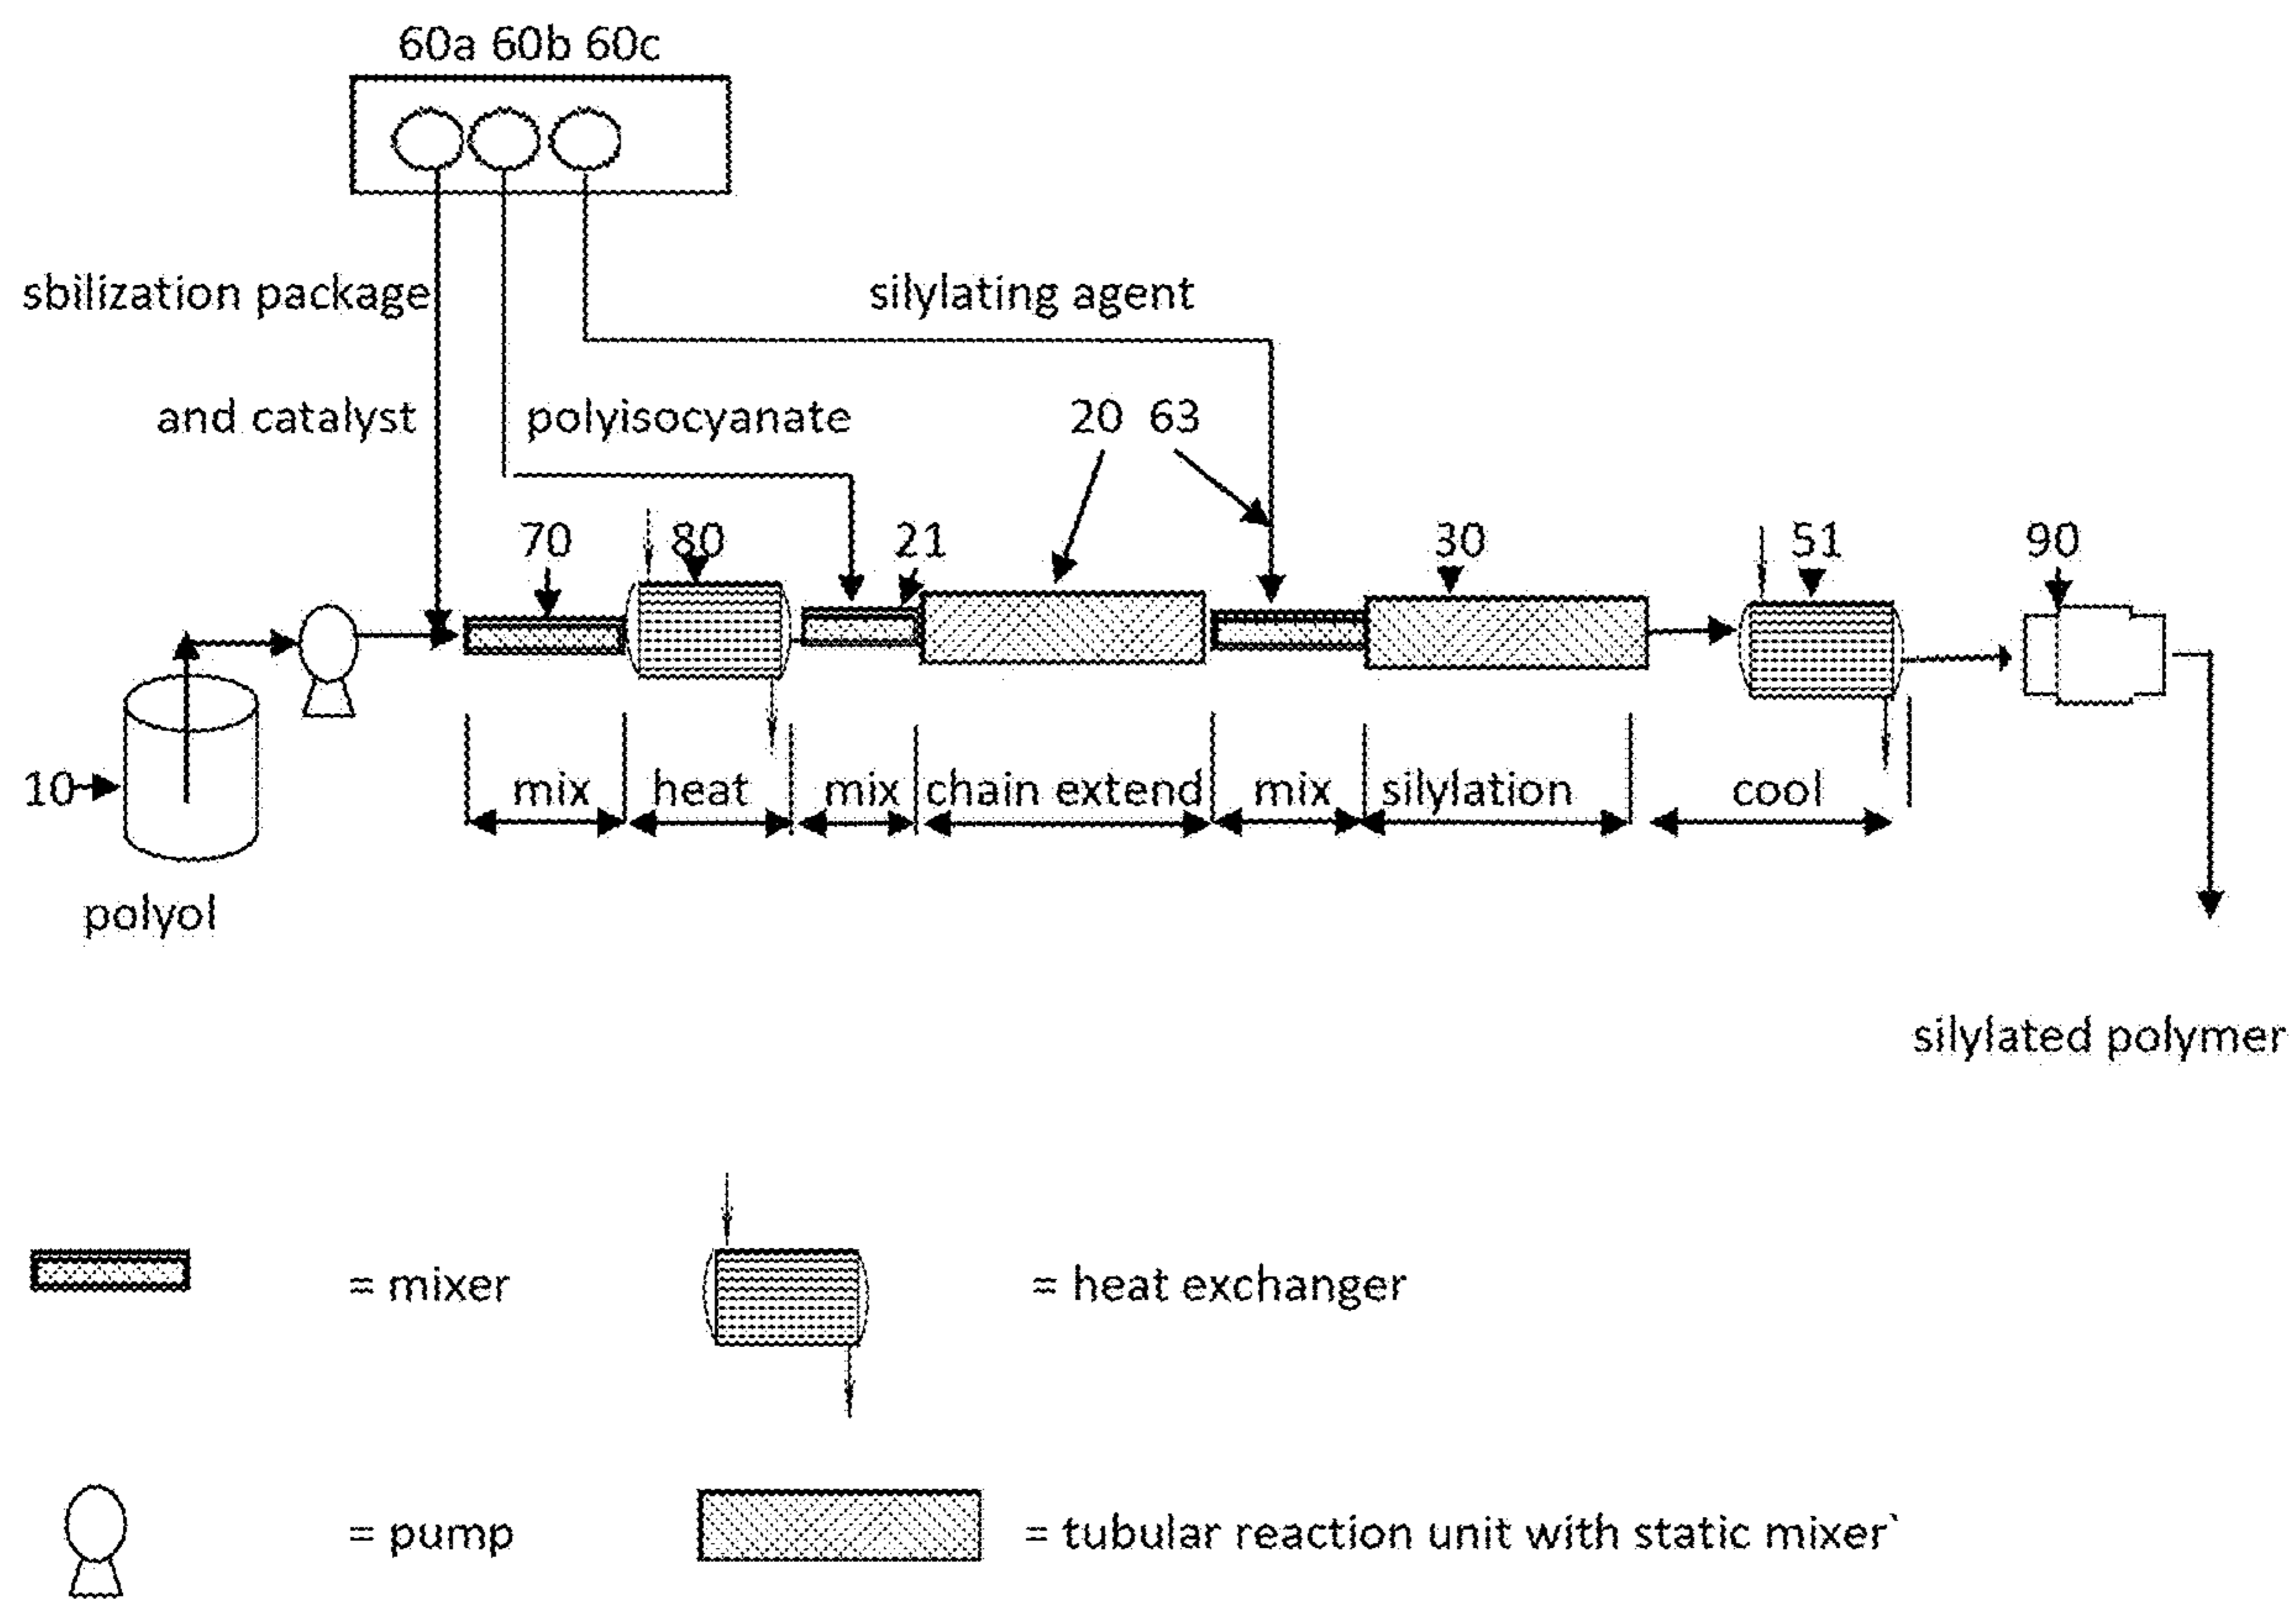 60a 60b 60c
sbilization package
silylating agent
and catalyst
polyisocyanate
20 63
70
80
21
30
51
90
10
mix
heat
mix
chain extend
mix
silylation
cool
polyol
silylated polymer
= mixer
= heat exchanger
= pump
= tubular reaction unit with static mixer`